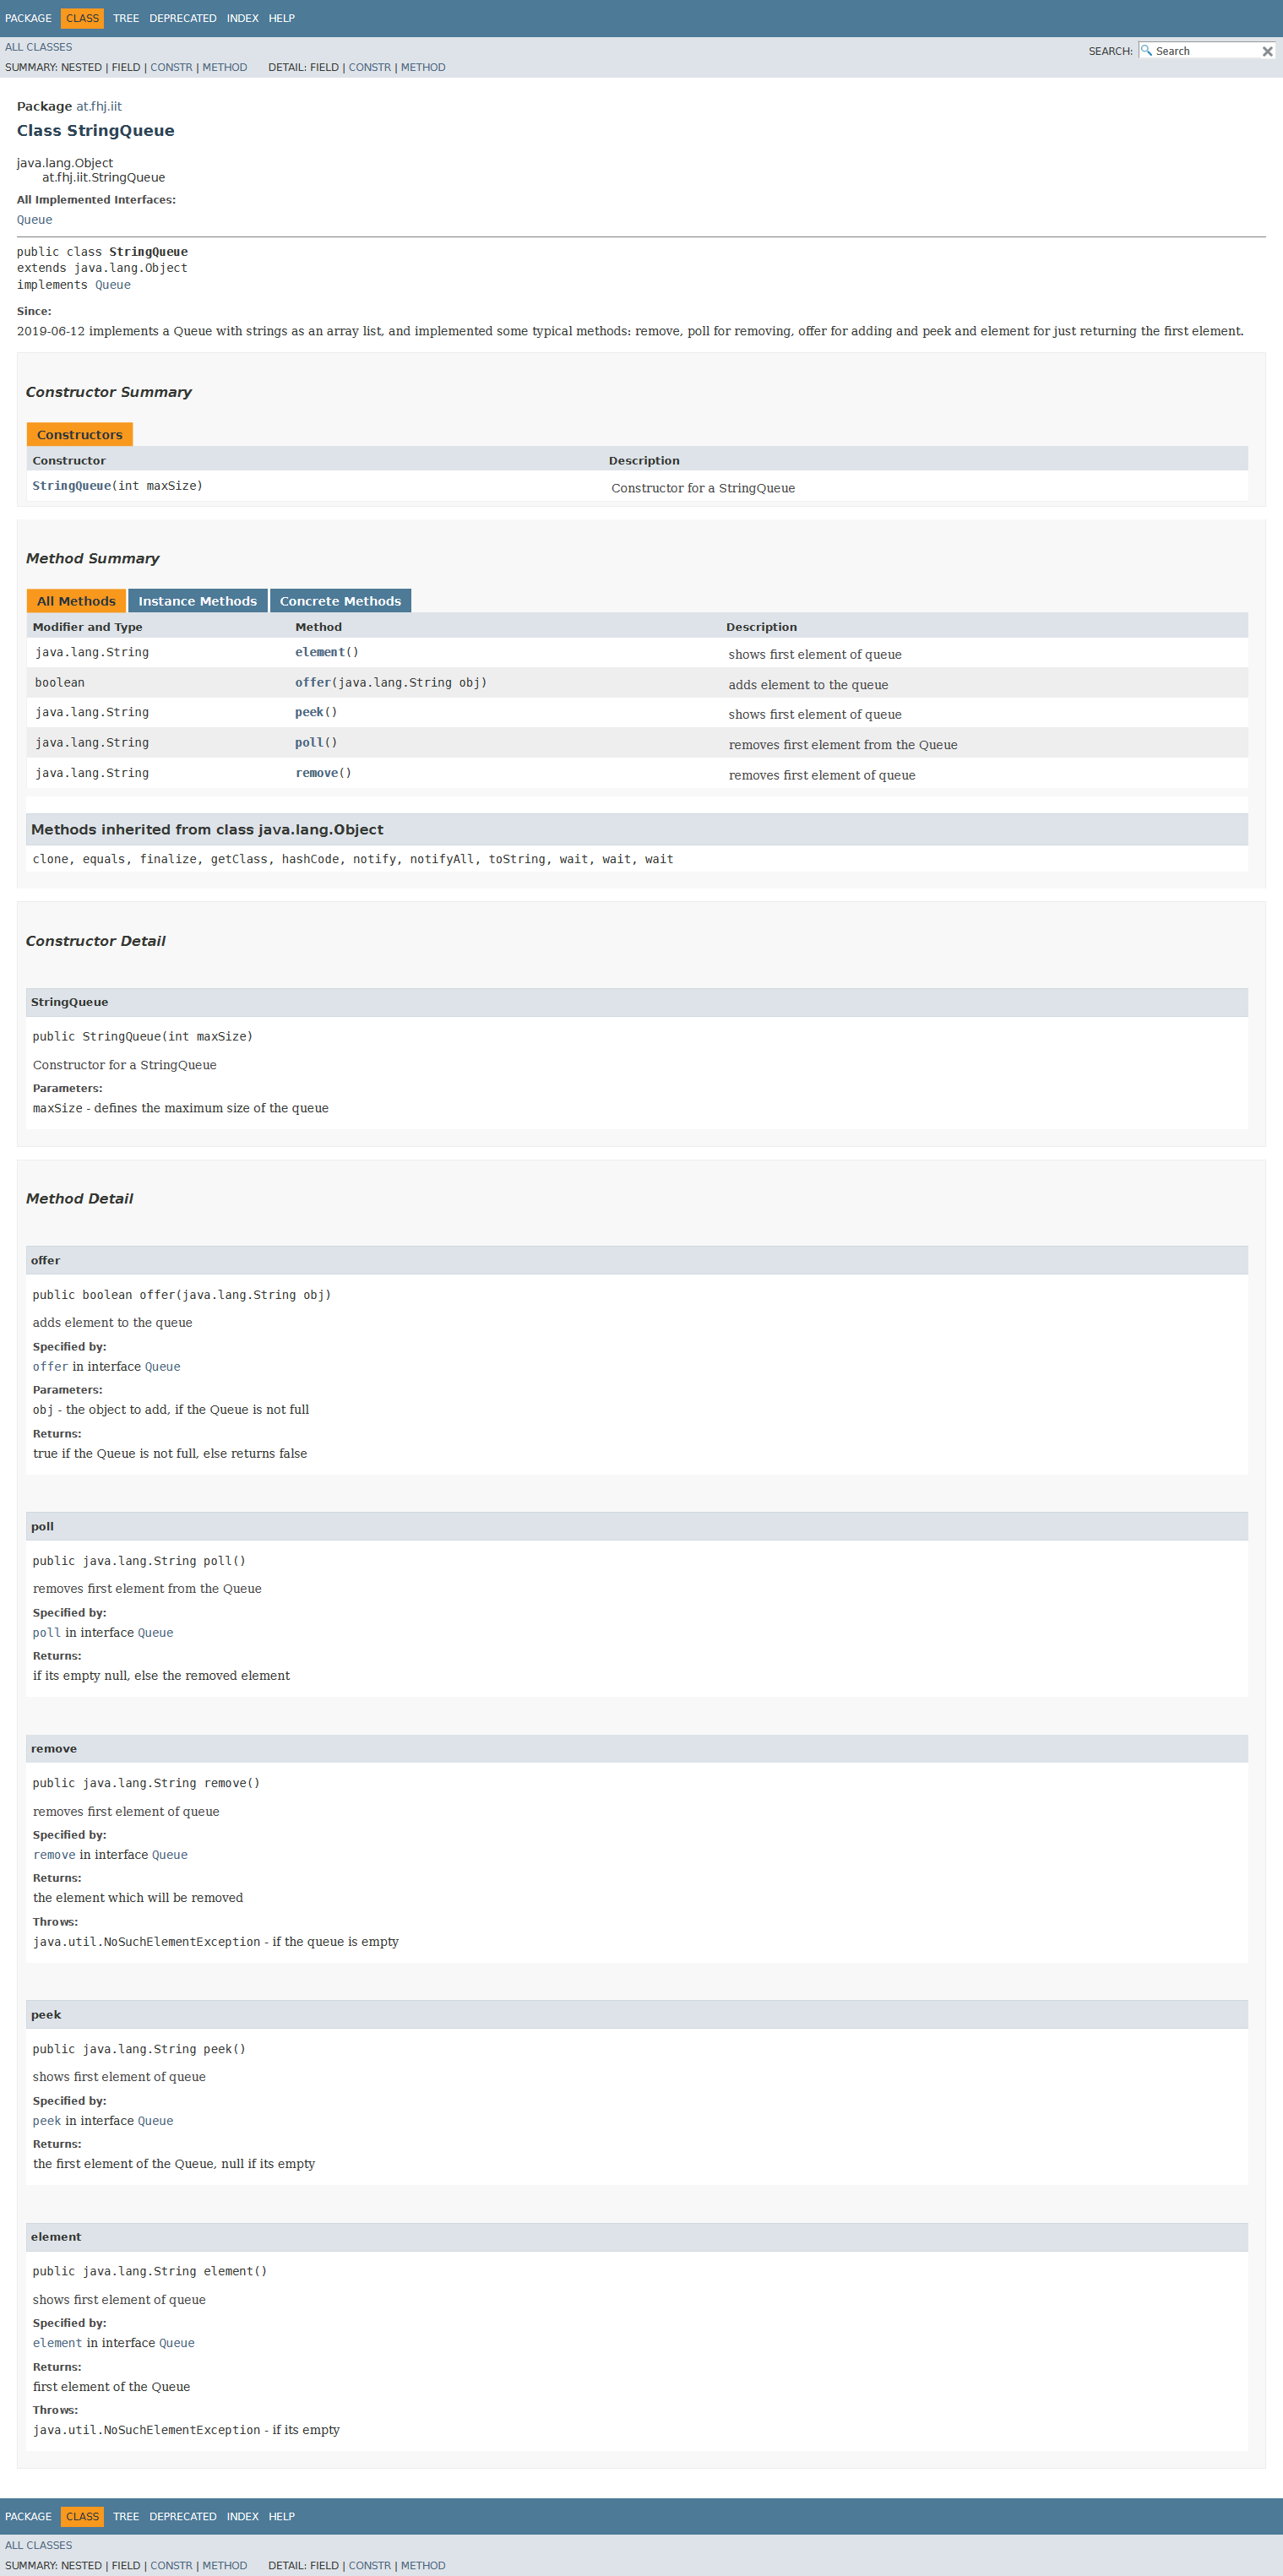 PACKAGE CLASS TREE DEPRECATED INDEX HELP
ALL CLASSES
SEARCH: Search
SUMMARY: NESTED | FIELD | CONSTR | METHOD DETAIL: FIELD | CONSTR | METHOD
Package at.fhj.iit
Class StringQueue
java.lang.Object
at.fhj.iit.StringQueue
All Implemented Interfaces:
Queue
public class StringQueue
extends java.lang.Object
implements Queue
Since:
2019-06-12 implements a Queue with strings as an array list, and implemented some typical methods: remove, poll for removing, offer for adding and peek and element for just returning the first element.
Constructor Summary
Constructors
Constructor Description
StringQueue(int maxSize) Constructor for a StringQueue
Method Summary
All Methods Instance Methods Concrete Methods
Modifier and Type Method Description
java.lang.String element() shows first element of queue
boolean offer(java.lang.String obj) adds element to the queue
java.lang.String peek() shows first element of queue
java.lang.String poll() removes first element from the Queue
java.lang.String remove() removes first element of queue
Methods inherited from class java.lang.Object
clone, equals, finalize, getClass, hashCode, notify, notifyAll, toString, wait, wait, wait
Constructor Detail
StringQueue
public StringQueue(int maxSize)
Constructor for a StringQueue
Parameters:
maxSize - defines the maximum size of the queue
Method Detail
offer
public boolean offer(java.lang.String obj)
adds element to the queue
Specified by:
offer in interface Queue
Parameters:
obj - the object to add, if the Queue is not full
Returns:
true if the Queue is not full, else returns false
poll
public java.lang.String poll()
removes first element from the Queue
Specified by:
poll in interface Queue
Returns:
if its empty null, else the removed element
remove
public java.lang.String remove()
removes first element of queue
Specified by:
remove in interface Queue
Returns:
the element which will be removed
Throws:
java.util.NoSuchElementException - if the queue is empty
peek
public java.lang.String peek()
shows first element of queue
Specified by:
peek in interface Queue
Returns:
the first element of the Queue, null if its empty
element
public java.lang.String element()
shows first element of queue
Specified by:
element in interface Queue
Returns:
first element of the Queue
Throws:
java.util.NoSuchElementException - if its empty
PACKAGE CLASS TREE DEPRECATED INDEX HELP
ALL CLASSES
SUMMARY: NESTED | FIELD | CONSTR | METHOD DETAIL: FIELD | CONSTR | METHOD